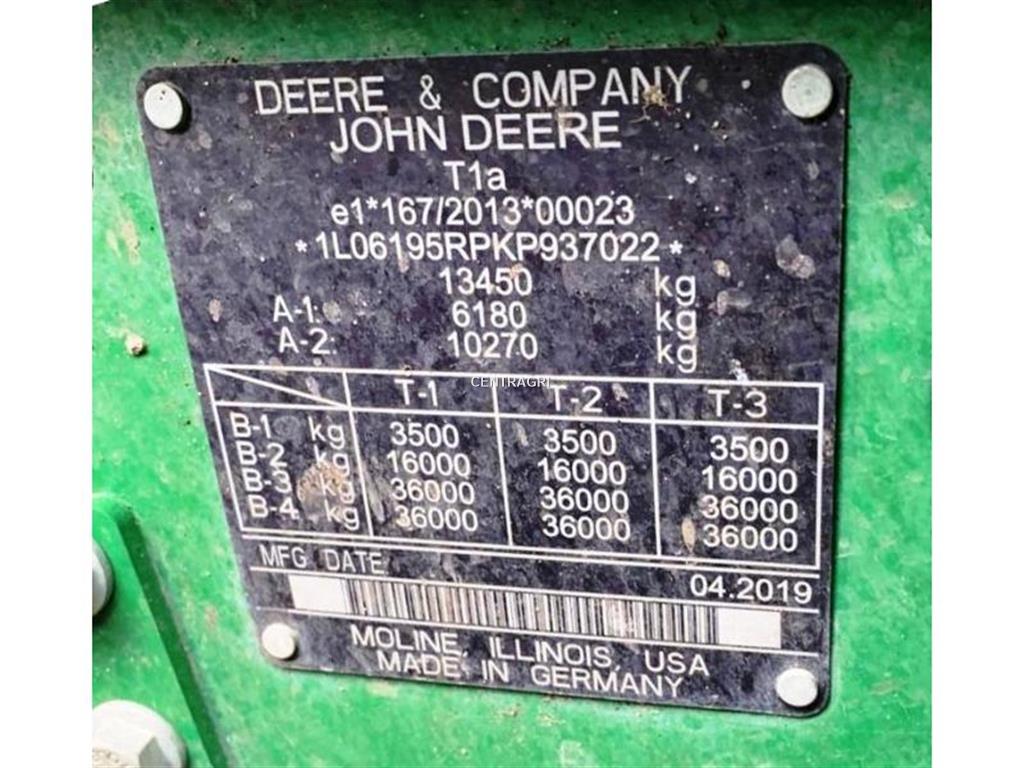 DEERE & COMPANY
JOHN DEERE
T1a
e1*167/2013*00023
*1L06195RPKP937022*
13450 kg
A-1: 6180 kg
A-2: 10270 kg
CENTRAGRI
T-1 T-2 T-3
B-1 kg 3500 3500 3500
B-2 kg 16000 16000 16000
B-3 kg 36000 36000 36000
B-4 kg 36000 36000 36000
MFG DATE 04.2019
MOLINE, ILLINOIS, USA
MADE IN GERMANY